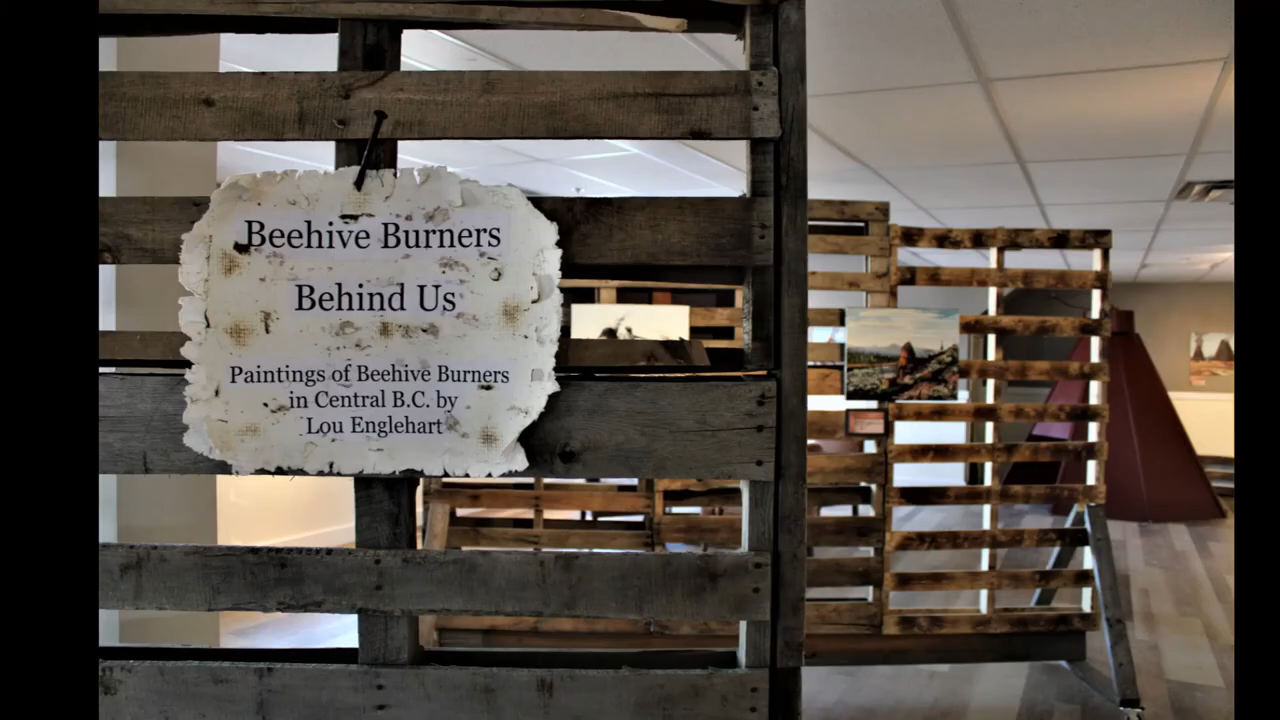 Beehive Burners
Behind Us
Paintings of Beehive Burners
in Central B.C. by
Lou Englehart